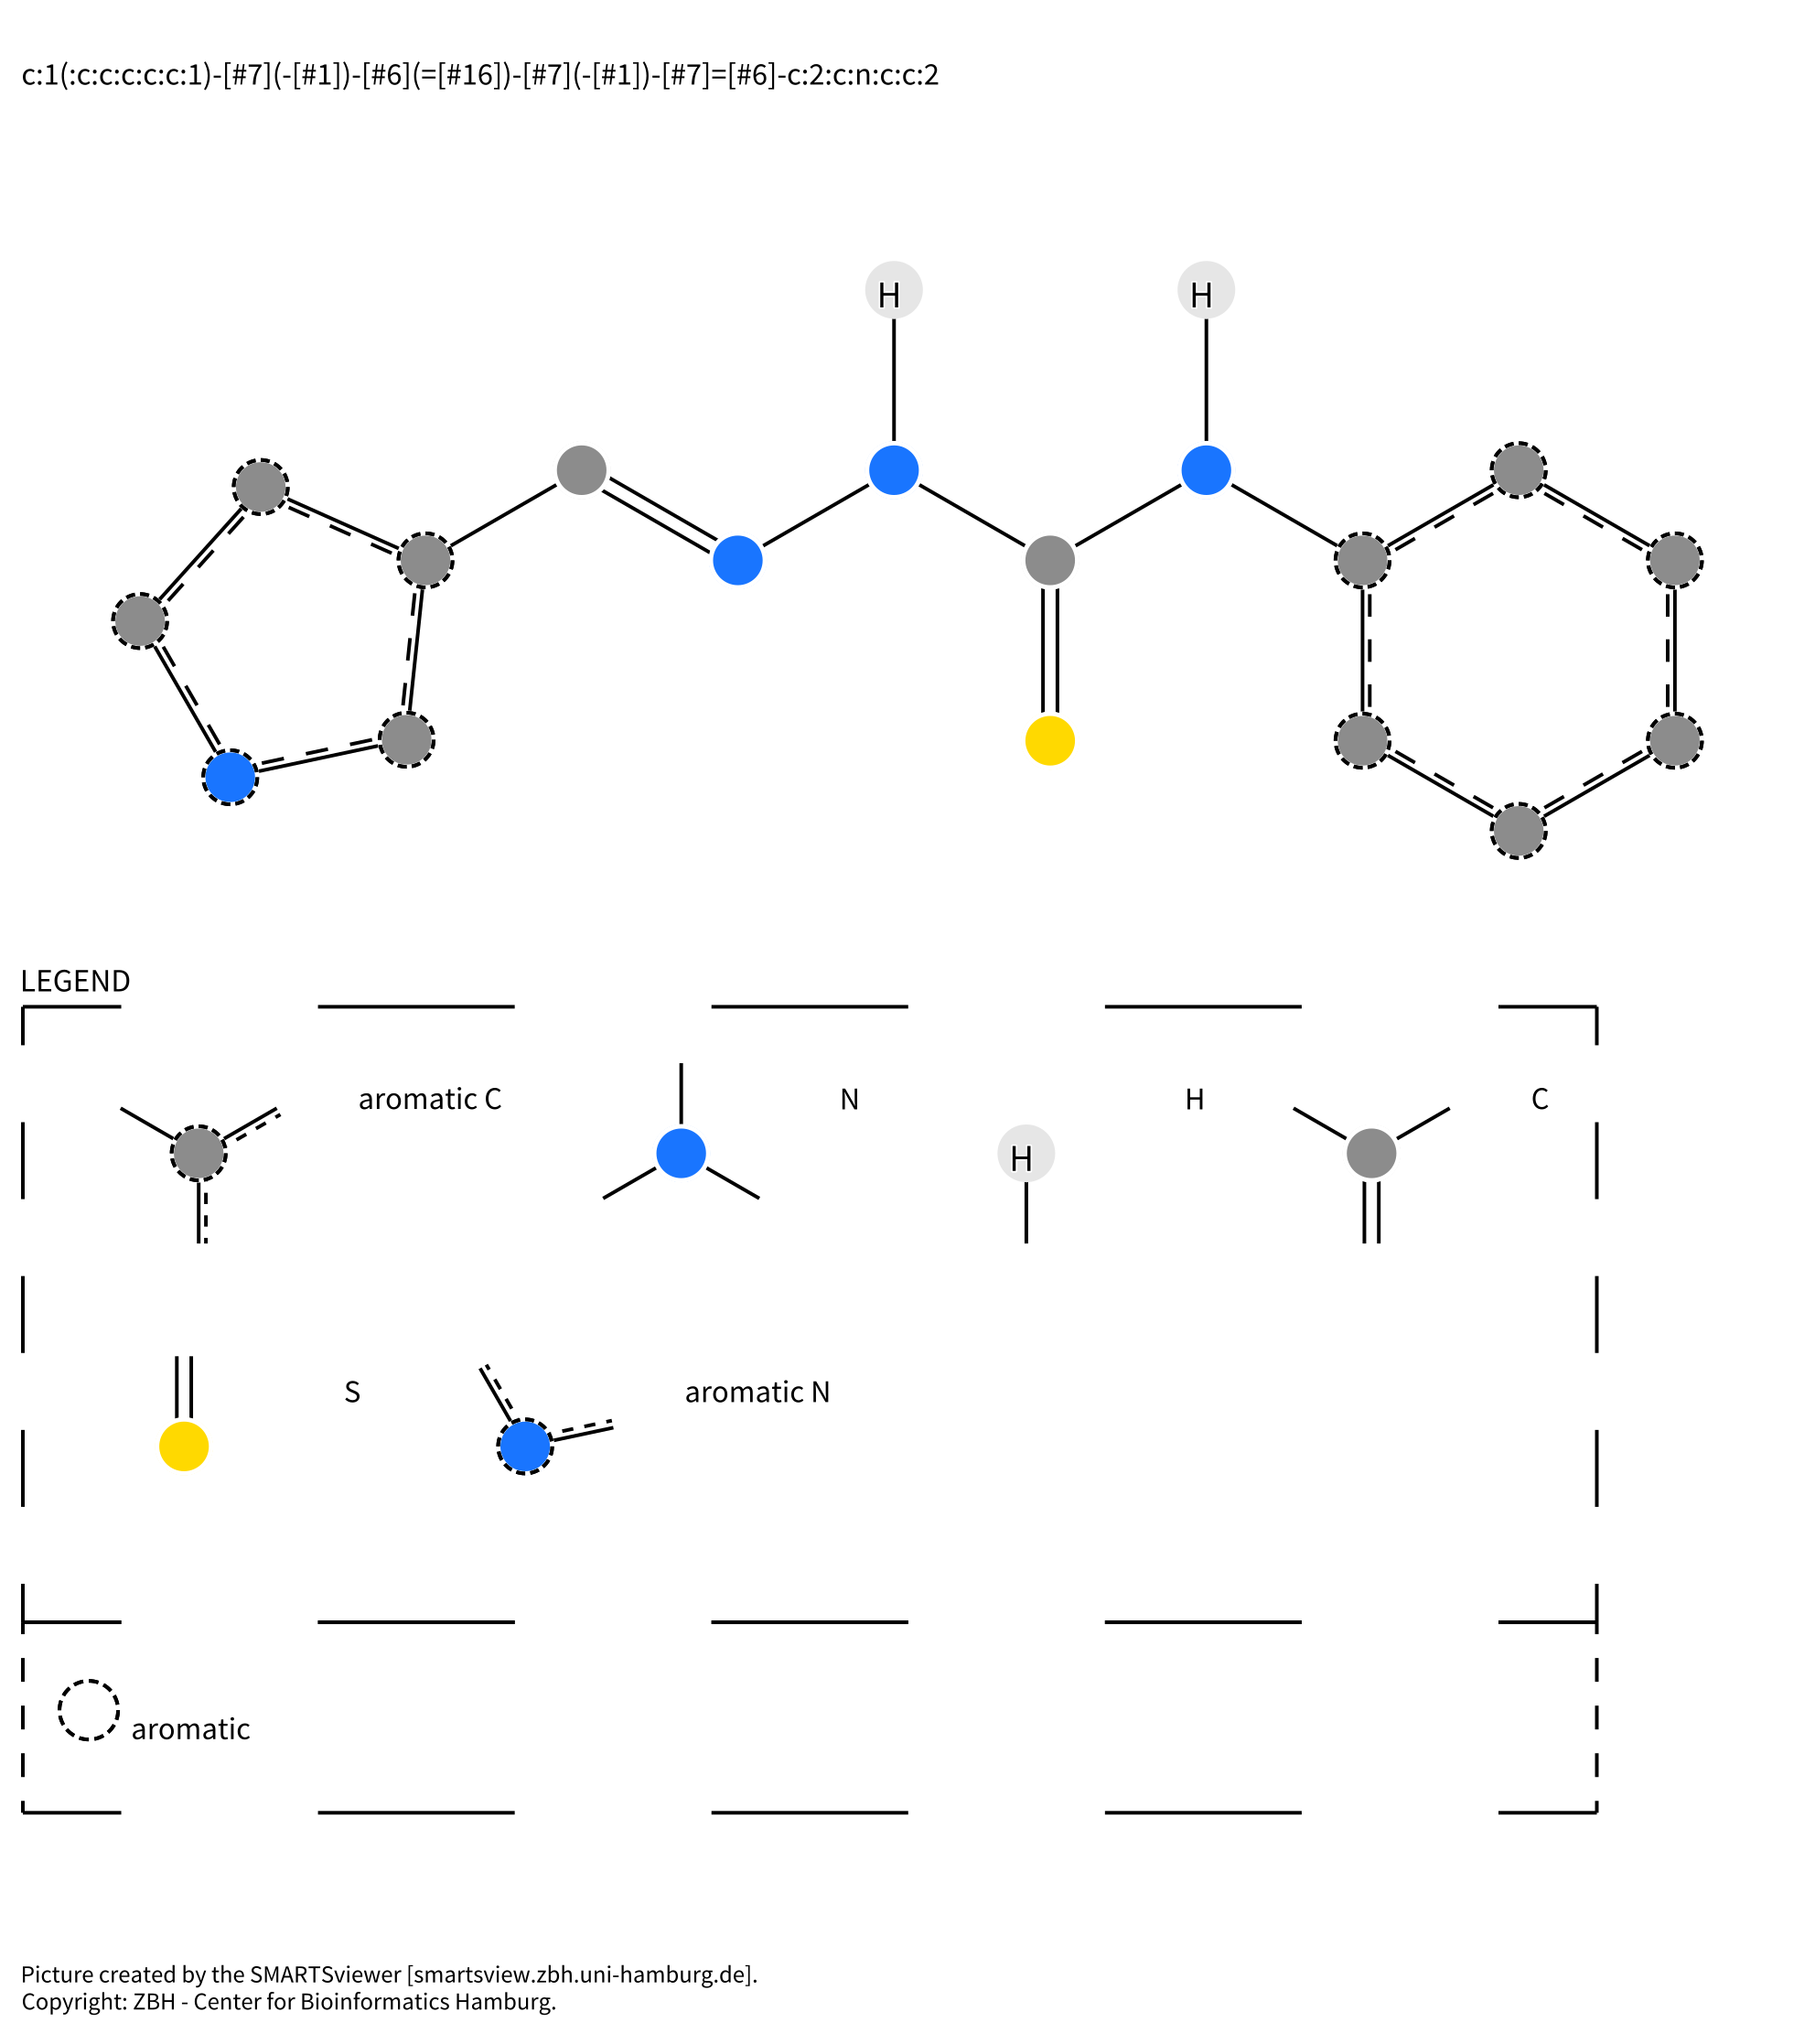 c:1(:c:c:c:c:c:1)-[#7](-[#1])-[#6](=[#16])-[#7](-[#1])-[#7]=[#6]-c:2:c:n:c:c:2
H H
LEGEND
aromatic C N H H C
S aromatic N
aromatic
Picture created by the SMARTSviewer [smartsview.zbh.uni-hamburg.de].
Copyright: ZBH - Center for Bioinformatics Hamburg.